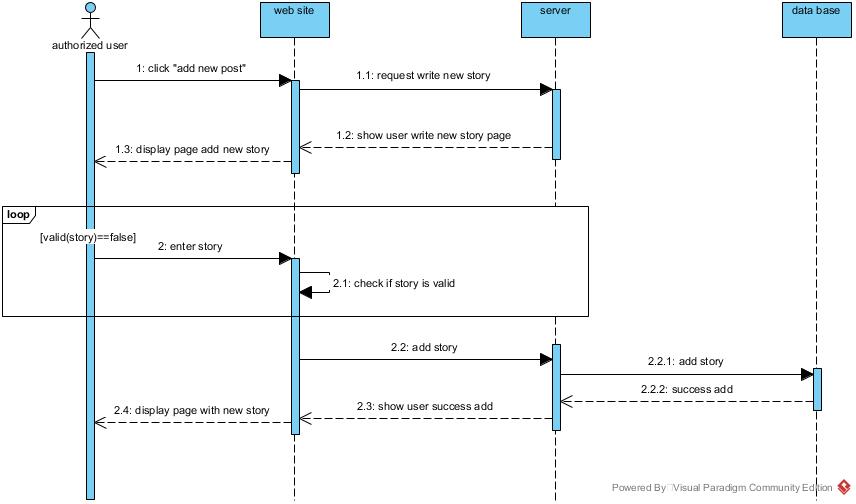 web site
server
data base
authorized user
1: click "add new post"
1.1: request write new story
1.2: show user write new story page
1.3: display page add new story
loop
[valid(story)==false]
2: enter story
2.1: check if story is valid
2.2: add story
2.2.1: add story
2.2.2: success add
2.3: show user success add
2.4: display page with new story
Powered By Visual Paradigm Community Edition